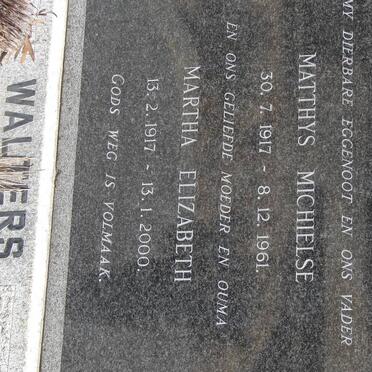 MY DIERBARE EGGENOOT EN ONS VADER
MATTHYS MICHIELSE
30. 7. 1917 ~ 8. 12. 1961.
EN ONS GELIEFDE MOEDER EN OUMA
MARTHA ELIZABETH
13. 2. 1917 ~ 13. 1. 2000.
GODS WEG IS VOLMAAK.
WALTERS